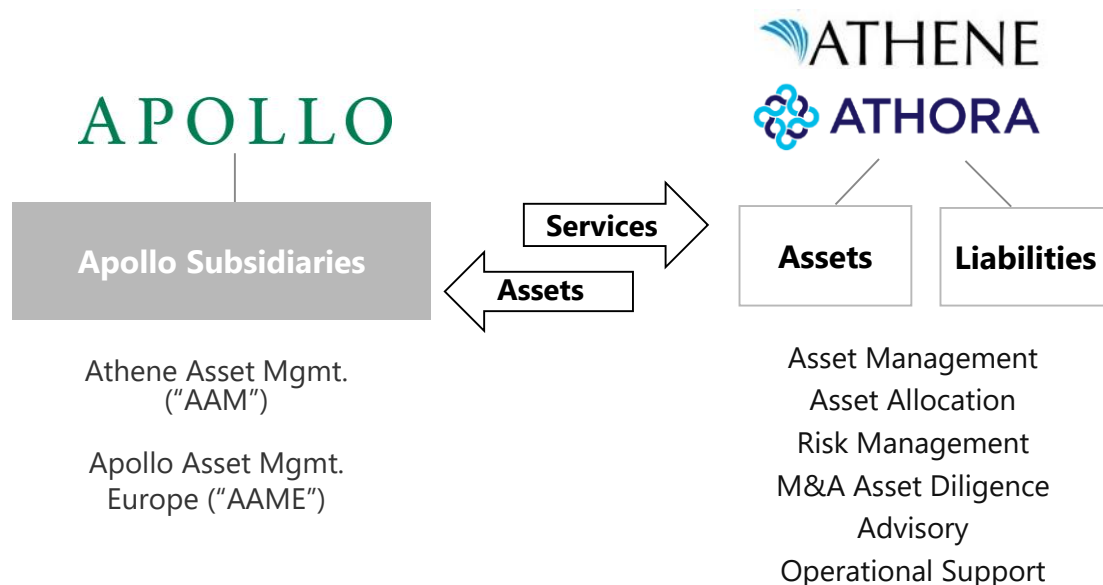 ATHENE
APOLLO
ATHORA
Services
Apollo Subsidiaries
Assets
Assets
Liabilities
Athene Asset Mgmt.
(“AAM”)
Apollo Asset Mgmt.
Europe (“AAME”)
Asset Management
Asset Allocation
Risk Management
M&A Asset Diligence
Advisory
Operational Support